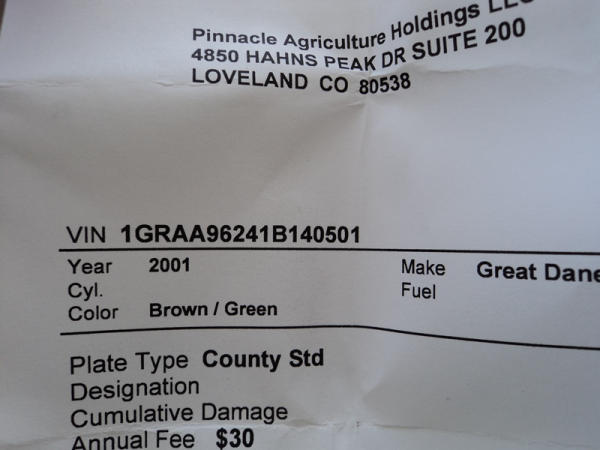 Pinnacle Agriculture Holdings LLC
4850 HAHNS PEAK DR SUITE 200
LOVELAND CO 80538
VIN 1GRAA96241B140501
Year 2001 Make Great Dane
Cyl. Fuel
Color Brown / Green
Plate Type County Std
Designation
Cumulative Damage
Annual Fee $30